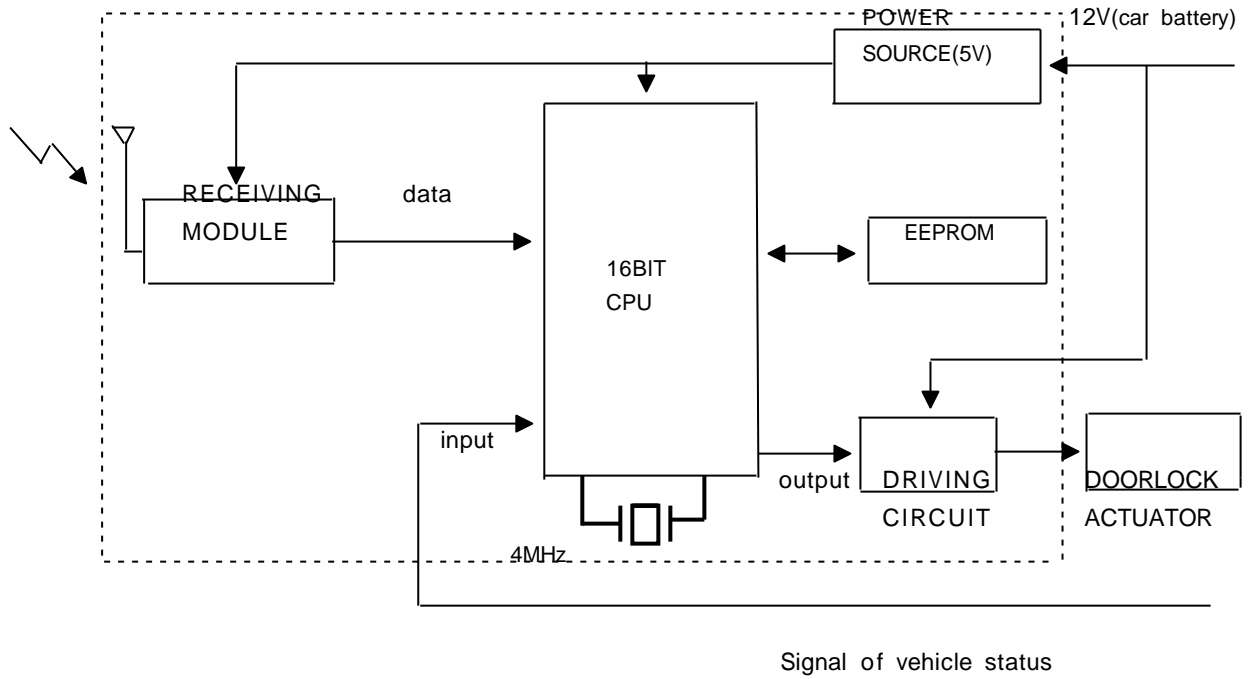 POWER
SOURCE(5V)
12V(car battery)
RECEIVING
MODULE
data
16BIT
CPU
EEPROM
input
output
DRIVING
CIRCUIT
DOORLOCK
ACTUATOR
4MHz
Signal of vehicle status